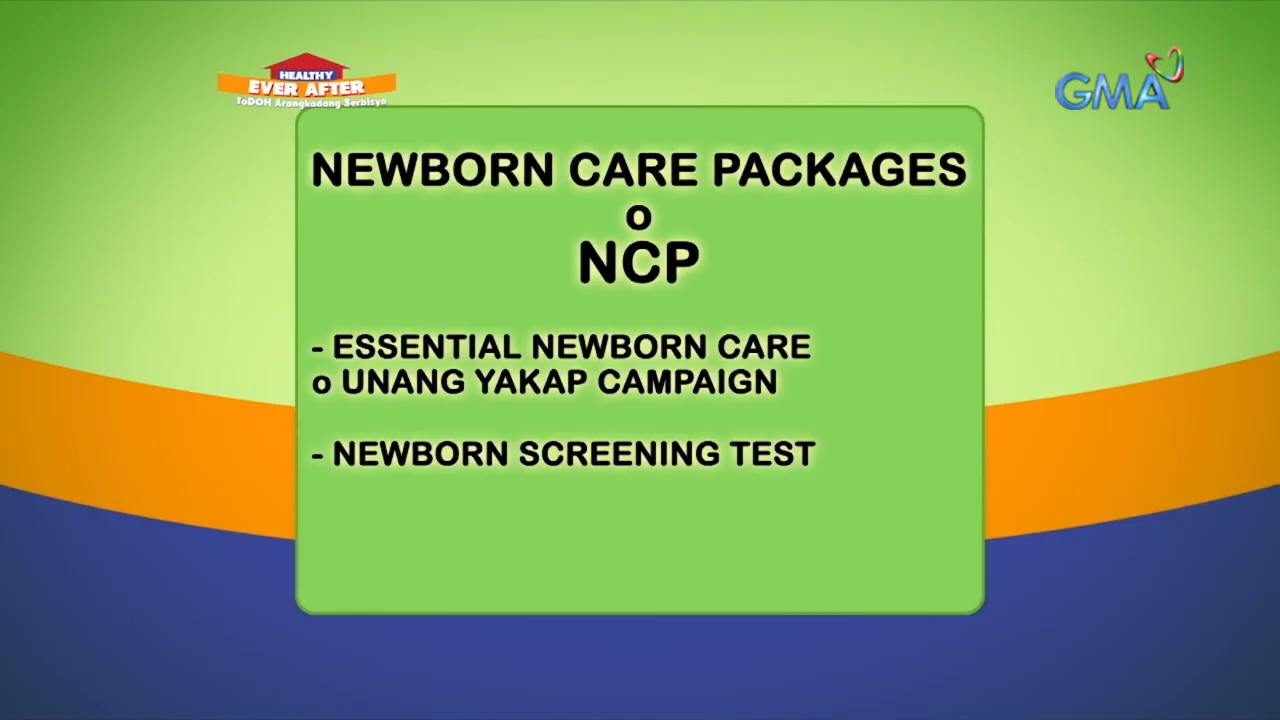 HEALTHY
EVER AFTER
ToDOH Arangkadang Serbisyo
GMA
NEWBORN CARE PACKAGES
o
NCP
- ESSENTIAL NEWBORN CARE
o UNANG YAKAP CAMPAIGN
- NEWBORN SCREENING TEST